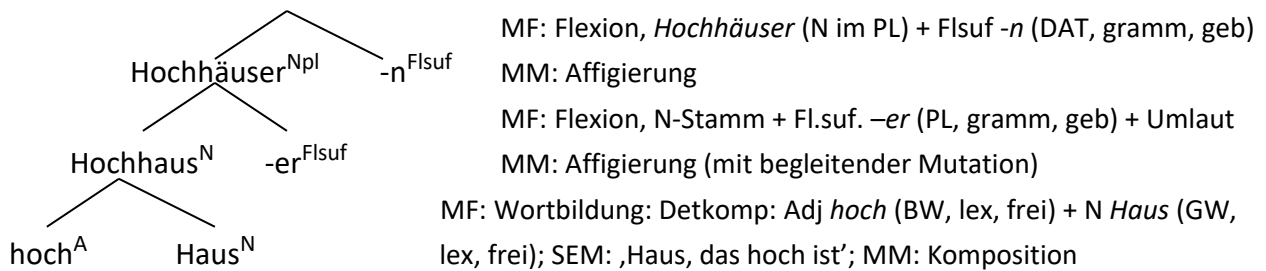 MF: Flexion, Hochhäuser (N im PL) + Flsuf -n (DAT, gramm, geb)
Hochhäuser^Npl -n^Flsuf MM: Affigierung
MF: Flexion, N-Stamm + Fl.suf. –er (PL, gramm, geb) + Umlaut
Hochhaus^N -er^Flsuf MM: Affigierung (mit begleitender Mutation)
MF: Wortbildung: Detkomp: Adj hoch (BW, lex, frei) + N Haus (GW,
hoch^A Haus^N lex, frei); SEM: ‚Haus, das hoch ist’; MM: Komposition